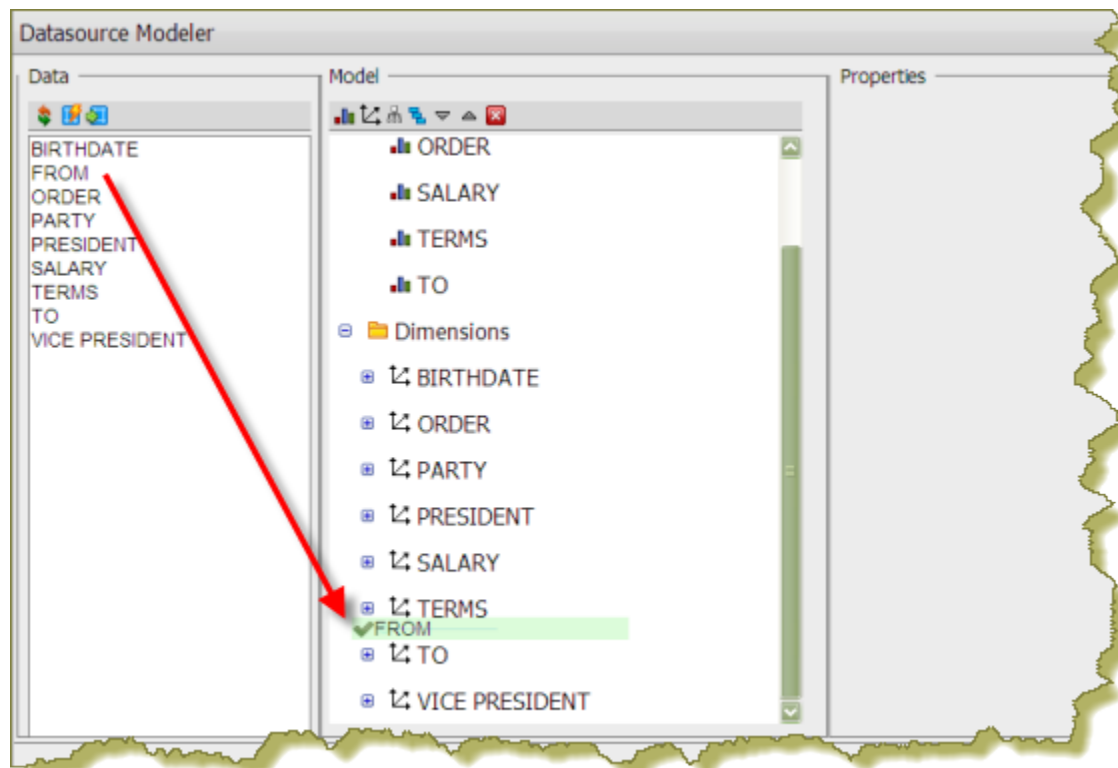 Datasource Modeler
Data
Model
Properties
BIRTHDATE
FROM
ORDER
PARTY
PRESIDENT
SALARY
TERMS
TO
VICE PRESIDENT
ORDER
SALARY
TERMS
TO
Dimensions
BIRTHDATE
ORDER
PARTY
PRESIDENT
SALARY
TERMS
FROM
TO
VICE PRESIDENT